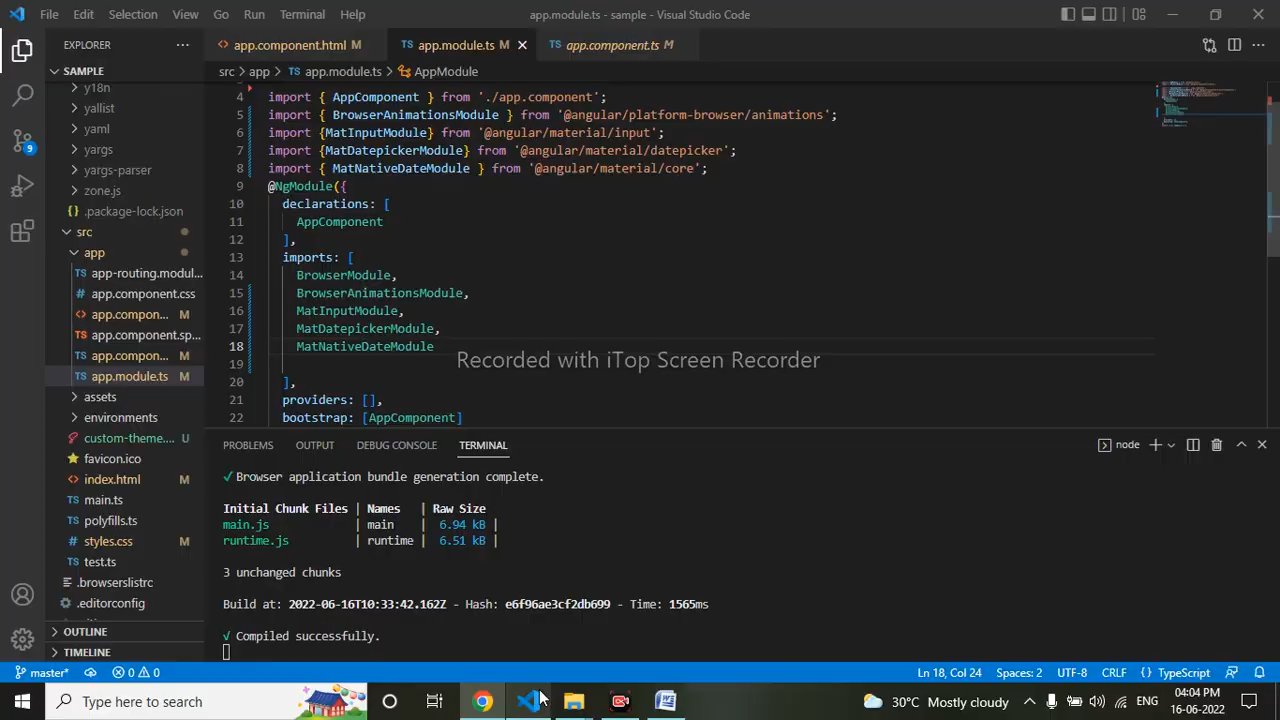 File Edit Selection View Go Run Terminal Help
app.module.ts - sample - Visual Studio Code
EXPLORER
app.component.html M
app.module.ts M
app.component.ts M
SAMPLE
src > app > TS app.module.ts > AppModule
y18n
yallist
yaml
yargs
yargs-parser
zone.js
{} .package-lock.json
src
app
TS app-routing.modul...
app.component.css
<> app.compon... M
TS app.component.sp...
TS app.compon... M
TS app.module.ts M
assets
environments
custom-theme.... U
favicon.ico
<> index.html M
TS main.ts
TS polyfills.ts
styles.css M
TS test.ts
.browserslistrc
.editorconfig
OUTLINE
TIMELINE
4 import { AppComponent } from './app.component';
5 import { BrowserAnimationsModule } from '@angular/platform-browser/animations';
6 import {MatInputModule} from '@angular/material/input';
7 import {MatDatepickerModule} from '@angular/material/datepicker';
8 import { MatNativeDateModule } from '@angular/material/core';
9 @NgModule({
10 declarations: [
11 AppComponent
12 ],
13 imports: [
14 BrowserModule,
15 BrowserAnimationsModule,
16 MatInputModule,
17 MatDatepickerModule,
18 MatNativeDateModule
19
20 ],
21 providers: [],
22 bootstrap: [AppComponent]
Recorded with iTop Screen Recorder
PROBLEMS OUTPUT DEBUG CONSOLE TERMINAL
node
√ Browser application bundle generation complete.
Initial Chunk Files | Names | Raw Size
main.js | main | 6.94 kB |
runtime.js | runtime | 6.51 kB |
3 unchanged chunks
Build at: 2022-06-16T10:33:42.162Z - Hash: e6f96ae3cf2db699 - Time: 1565ms
√ Compiled successfully.
9
master* 0 0
Ln 18, Col 24 Spaces: 2 UTF-8 CRLF {} TypeScript
Type here to search
30°C Mostly cloudy
ENG
04:04 PM
16-06-2022